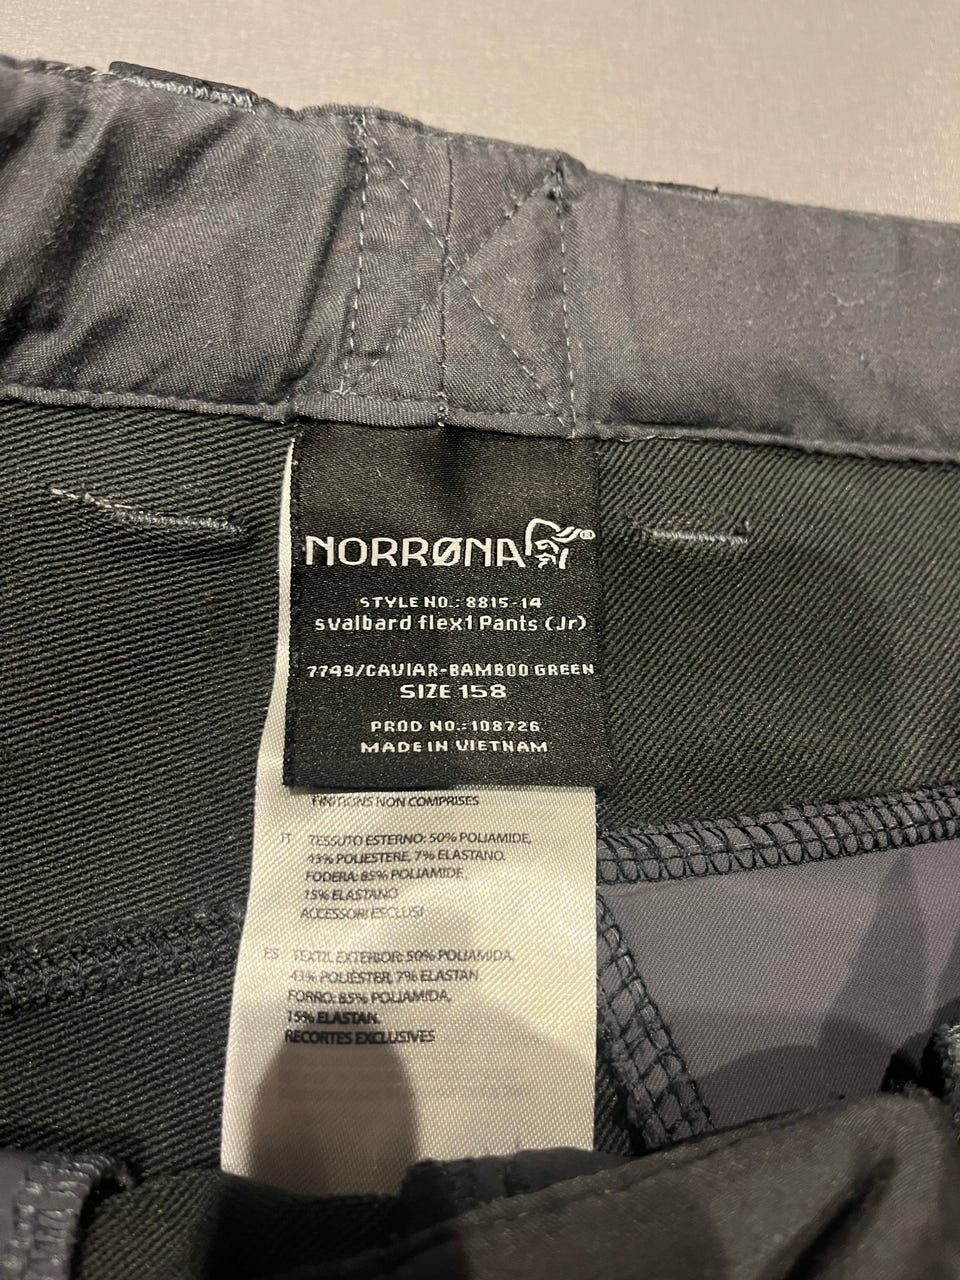 NORRØNA®
STYLE NO.: 8815-14
svalbard flex1 Pants (Jr)
7749/CAVIAR-BAMBOO GREEN
SIZE 158
PROD NO.:108726
MADE IN VIETNAM
FINITIONS NON COMPRISES
IT TESSUTO ESTERNO: 50% POLIAMIDE,
43% POLIESTERE, 7% ELASTANO.
FODERA: 85% POLIAMIDE,
15% ELASTANO
ACCESSORI ESCLUSI
ES TEXTIL EXTERIOR: 50% POLIAMIDA,
43% POLIÉSTER, 7% ELASTAN.
FORRO: 85% POLIAMIDA,
15% ELASTAN.
RECORTES EXCLUSIVES